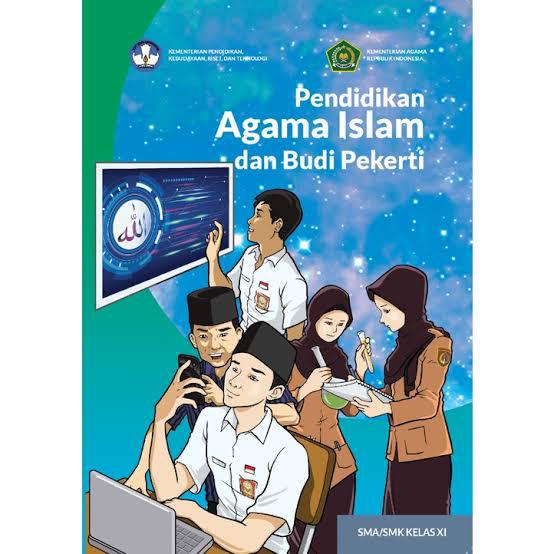 KEMENTERIAN PENDIDIKAN,
KEBUDAYAAN, RISET, DAN TEKNOLOGI
KEMENTERIAN AGAMA
REPUBLIK INDONESIA
Pendidikan
Agama Islam
dan Budi Pekerti
الله
SMA/SMK KELAS XI